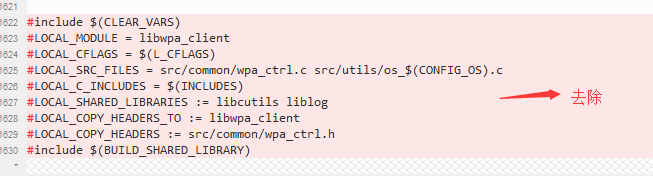 1621
1622 #include $(CLEAR_VARS)
1623 #LOCAL_MODULE = libwpa_client
1624 #LOCAL_CFLAGS = $(L_CFLAGS)
1625 #LOCAL_SRC_FILES = src/common/wpa_ctrl.c src/utils/os_$(CONFIG_OS).c
1626 #LOCAL_C_INCLUDES = $(INCLUDES)
1627 #LOCAL_SHARED_LIBRARIES := libcutils liblog 去除
1628 #LOCAL_COPY_HEADERS_TO := libwpa_client
1629 #LOCAL_COPY_HEADERS := src/common/wpa_ctrl.h
1630 #include $(BUILD_SHARED_LIBRARY)